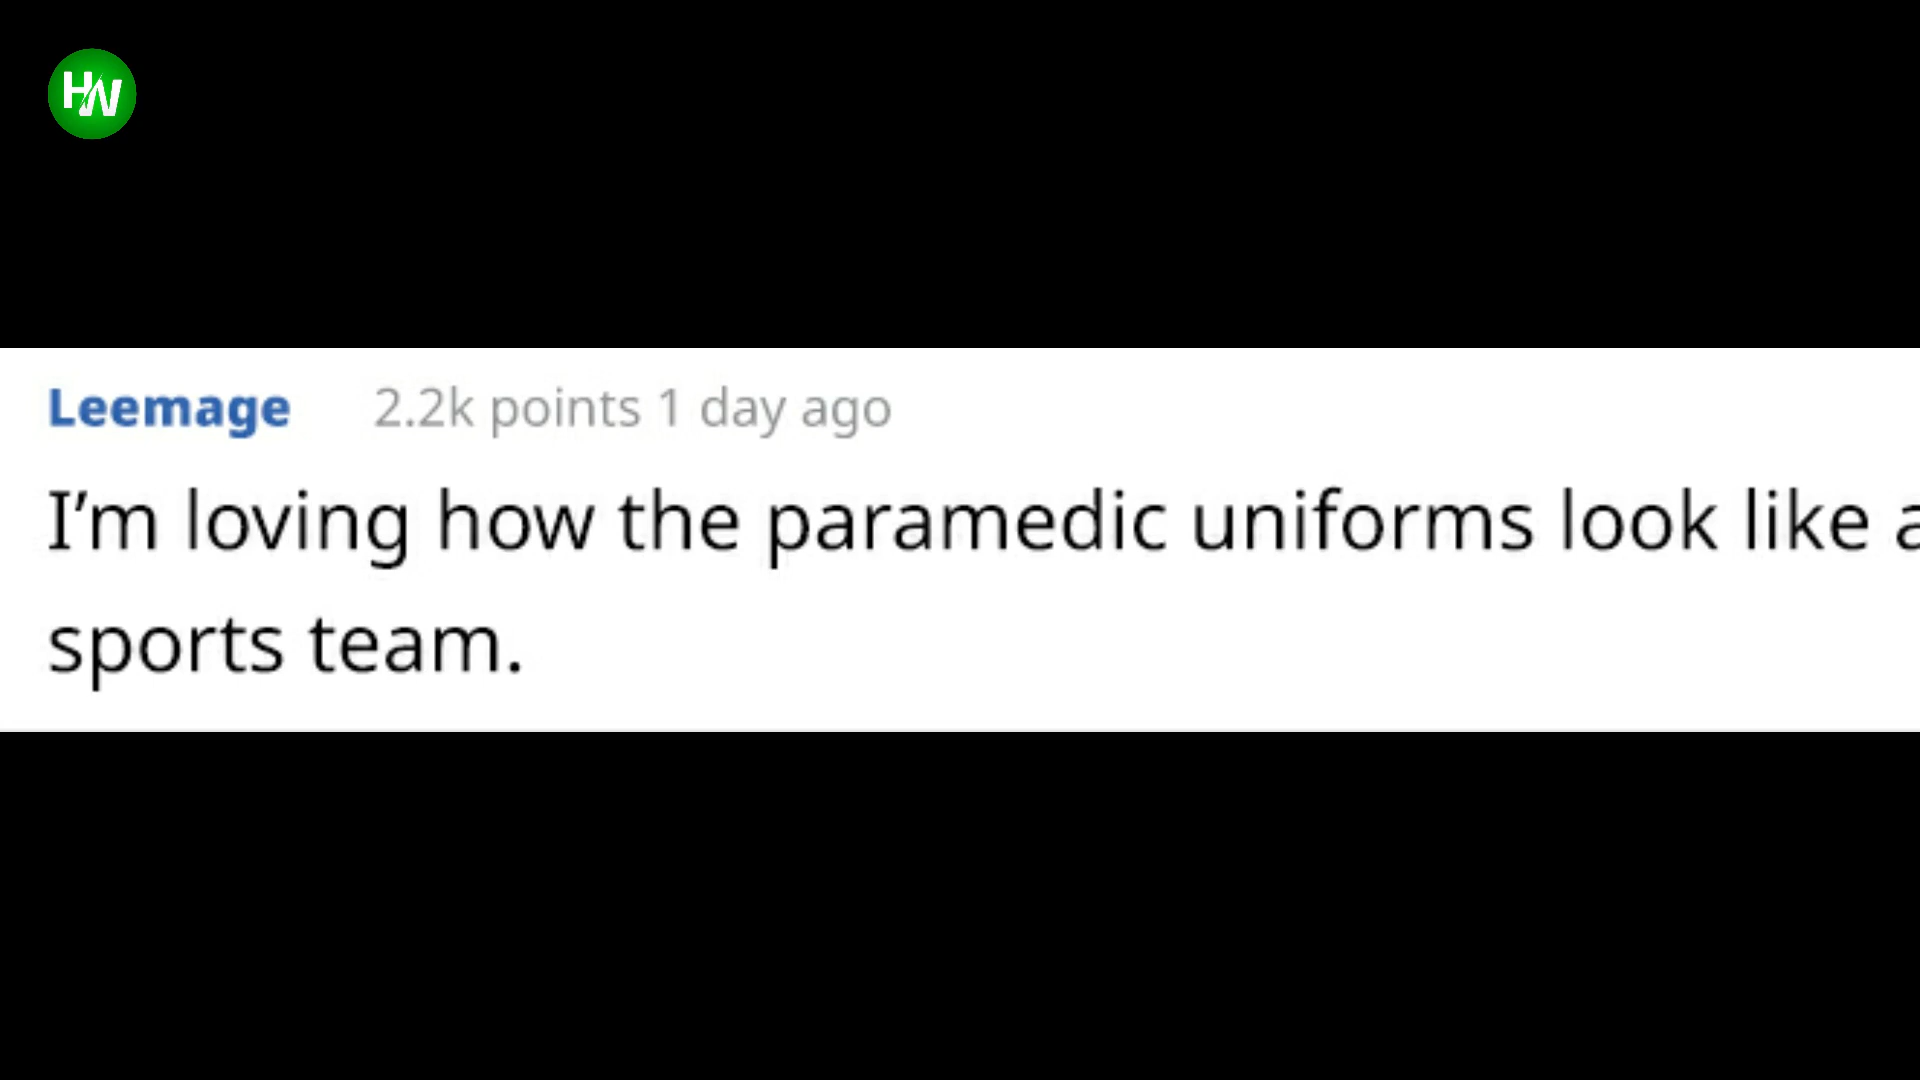 HW
Leemage 2.2k points 1 day ago
I’m loving how the paramedic uniforms look like a
sports team.